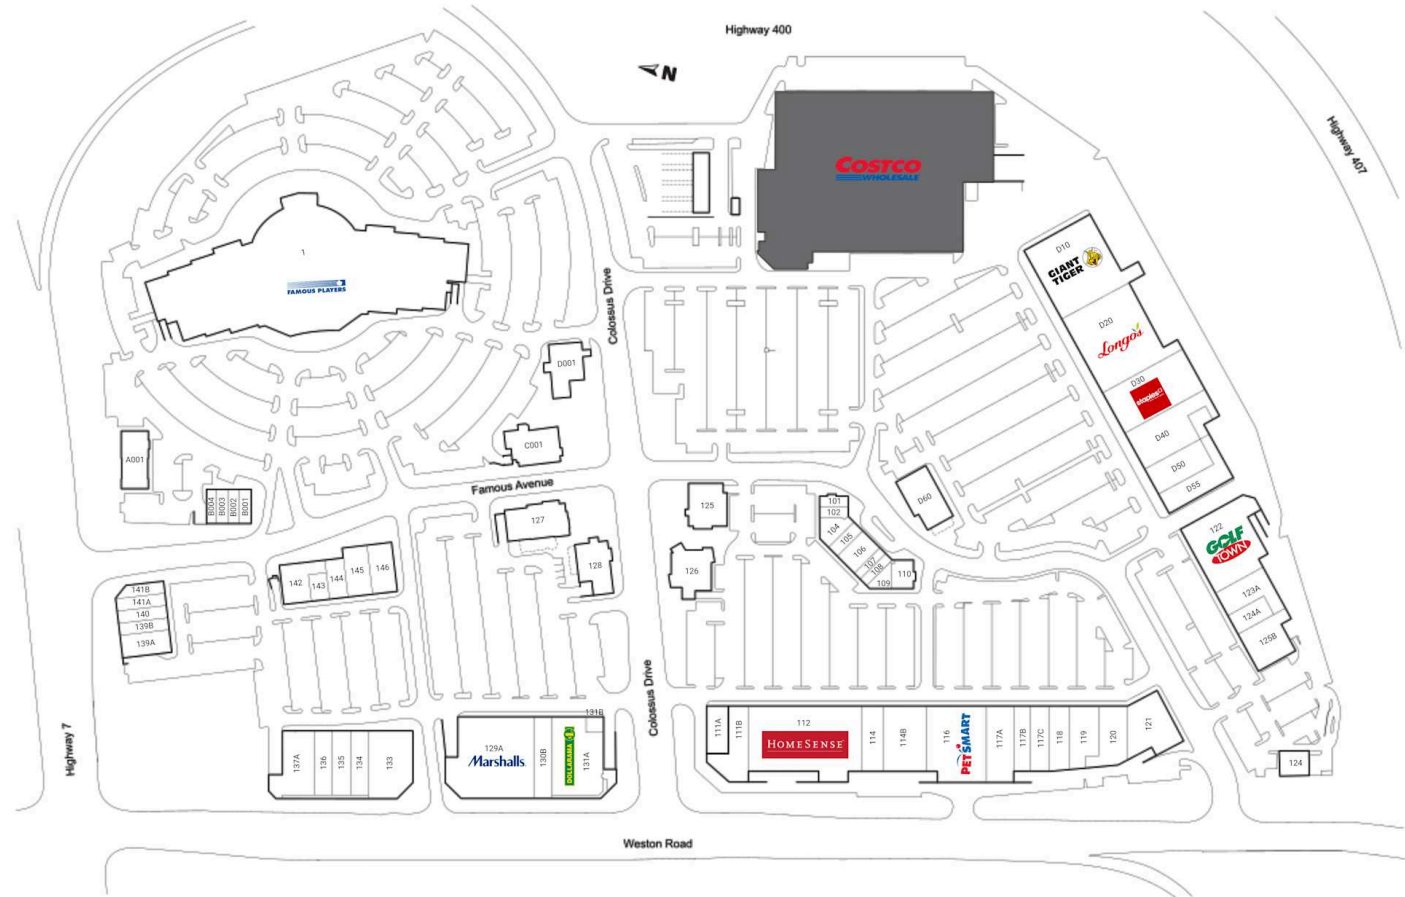 Highway 400
N
Highway 407
COSTCO
WHOLESALE
D10
GIANT
TIGER
1
FAMOUS PLAYERS
Colossus Drive
D20
Longo's
D001
D30
staples
C001
D40
A001
D50
Famous Avenue
D55
D60
B004
B003
B002
B001
125
101
102
127
104
105
106
107
108
109
110
122
GOLF
TOWN
128
126
142
143
144
145
146
141B
141A
140
139B
139A
123A
124A
125B
Colossus Drive
Highway 7
137A
136
135
134
133
129A
Marshalls
130B
DOLLARAMA
131B
131A
111A
111B
112
HOMESENSE
114
114B
116
PETSMART
117A
117B
117C
118
119
120
121
124
Weston Road